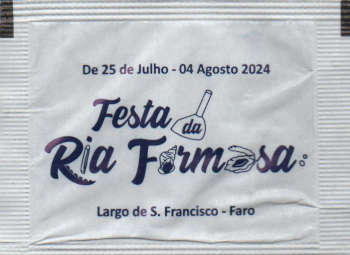 De 25 de Julho - 04 Agosto 2024
Festa da
Ria Formosa
Largo de S. Francisco - Faro